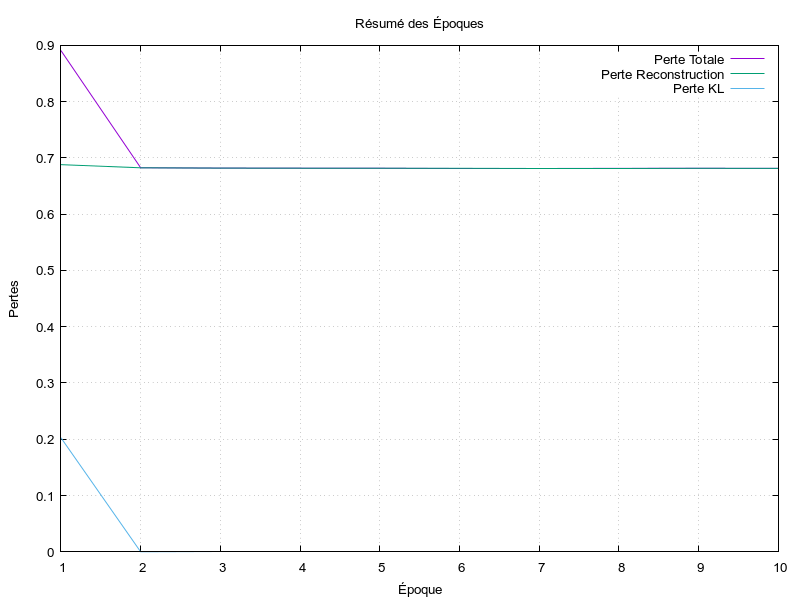 Résumé des Époques
Perte Totale
Perte Reconstruction
Perte KL
0.9
0.8
0.7
0.6
0.5
0.4
0.3
0.2
0.1
0
Pertes
1 2 3 4 5 6 7 8 9 10
Époque